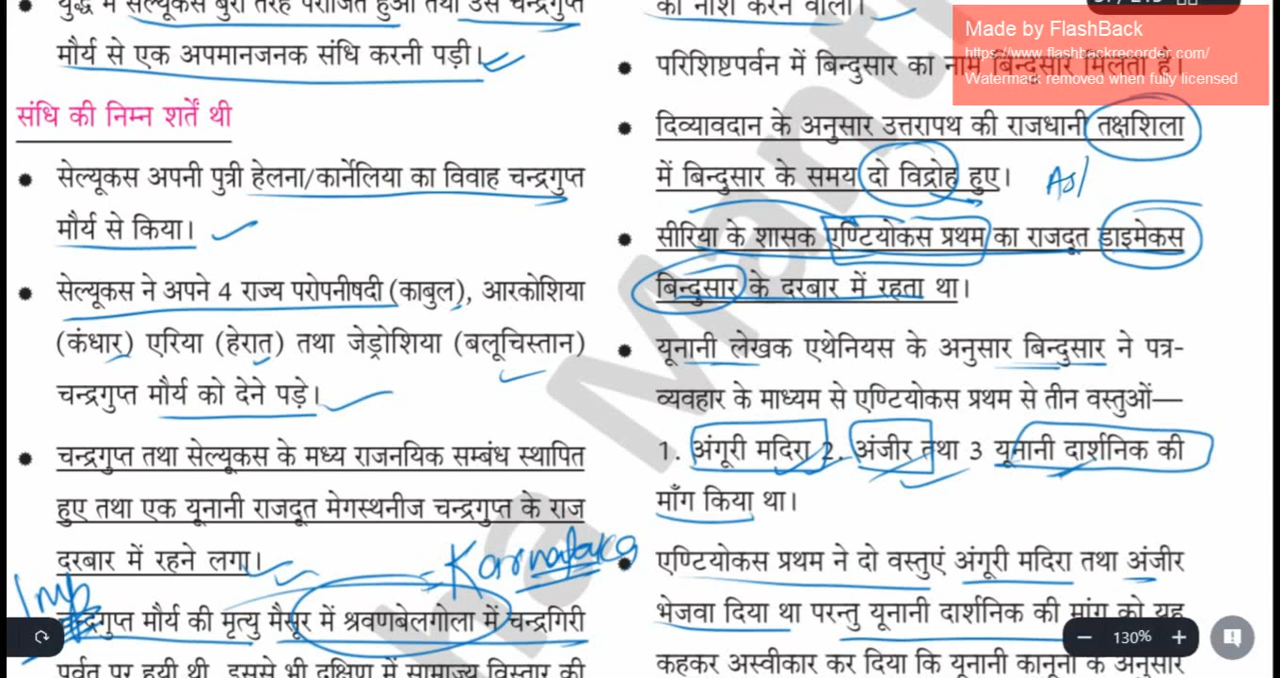 युद्ध में सेल्यूकस बुरी तरह पराजित हुआ तथा उसे चन्द्रगुप्त
मौर्य से एक अपमानजनक संधि करनी पड़ी।
संधि की निम्न शर्तें थी
सेल्यूकस अपनी पुत्री हेलना/कार्नेलिया का विवाह चन्द्रगुप्त
मौर्य से किया।
सेल्यूकस ने अपने 4 राज्य परोपनीषदी (काबुल), आरकोशिया
(कंधार) एरिया (हेरात) तथा जेड्रोशिया (बलूचिस्तान)
चन्द्रगुप्त मौर्य को देने पड़े।
चन्द्रगुप्त तथा सेल्यूकस के मध्य राजनयिक सम्बंध स्थापित
हुए तथा एक यूनानी राजदूत मेगस्थनीज चन्द्रगुप्त के राज
दरबार में रहने लगा।
Karnataka
Imp
चन्द्रगुप्त मौर्य की मृत्यु मैसूर में श्रवणबेलगोला में चन्द्रगिरी
पर्वत पर हुयी थी इससे भी दक्षिण में साम्राज्य विस्तार की
का नाश करने वाला।
परिशिष्टपर्वन में बिन्दुसार का नाम बिन्दुसार मिलता है।
दिव्यावदान के अनुसार उत्तरापथ की राजधानी तक्षशिला
में बिन्दुसार के समय दो विद्रोह हुए।
सीरिया के शासक एण्टियोकस प्रथम का राजदूत डाइमेकस
बिन्दुसार के दरबार में रहता था।
यूनानी लेखक एथेनियस के अनुसार बिन्दुसार ने पत्र-
व्यवहार के माध्यम से एण्टियोकस प्रथम से तीन वस्तुओं—
1. अंगूरी मदिरा 2. अंजीर तथा 3 यूनानी दार्शनिक की
माँग किया था।
एण्टियोकस प्रथम ने दो वस्तुएं अंगूरी मदिरा तथा अंजीर
भेजवा दिया था परन्तु यूनानी दार्शनिक की मांग को यह
कहकर अस्वीकार कर दिया कि यूनानी कानूनों के अनुसार
Made by FlashBack
https://www.flashbackrecorder.com/
Watermark removed when fully licensed
130%